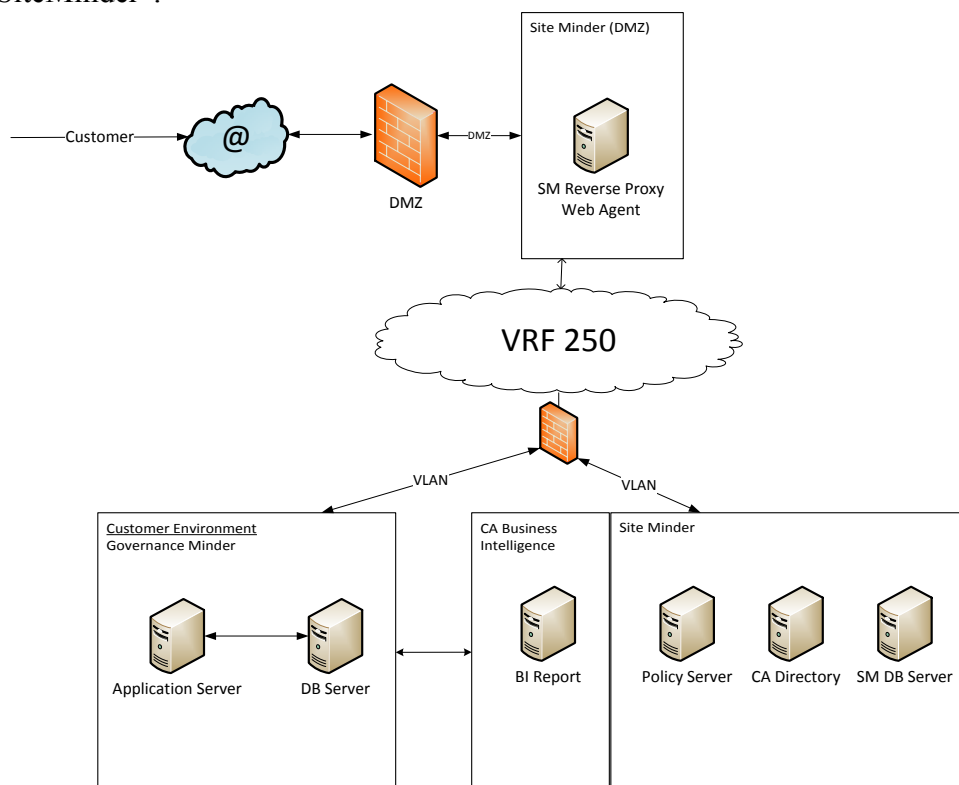 SiteMinder".
Site Minder (DMZ)
Customer
@
DMZ
DMZ
SM Reverse Proxy
Web Agent
VRF 250
VLAN
VLAN
Customer Environment
Governance Minder
CA Business
Intelligence
Site Minder
Application Server
DB Server
BI Report
Policy Server
CA Directory
SM DB Server